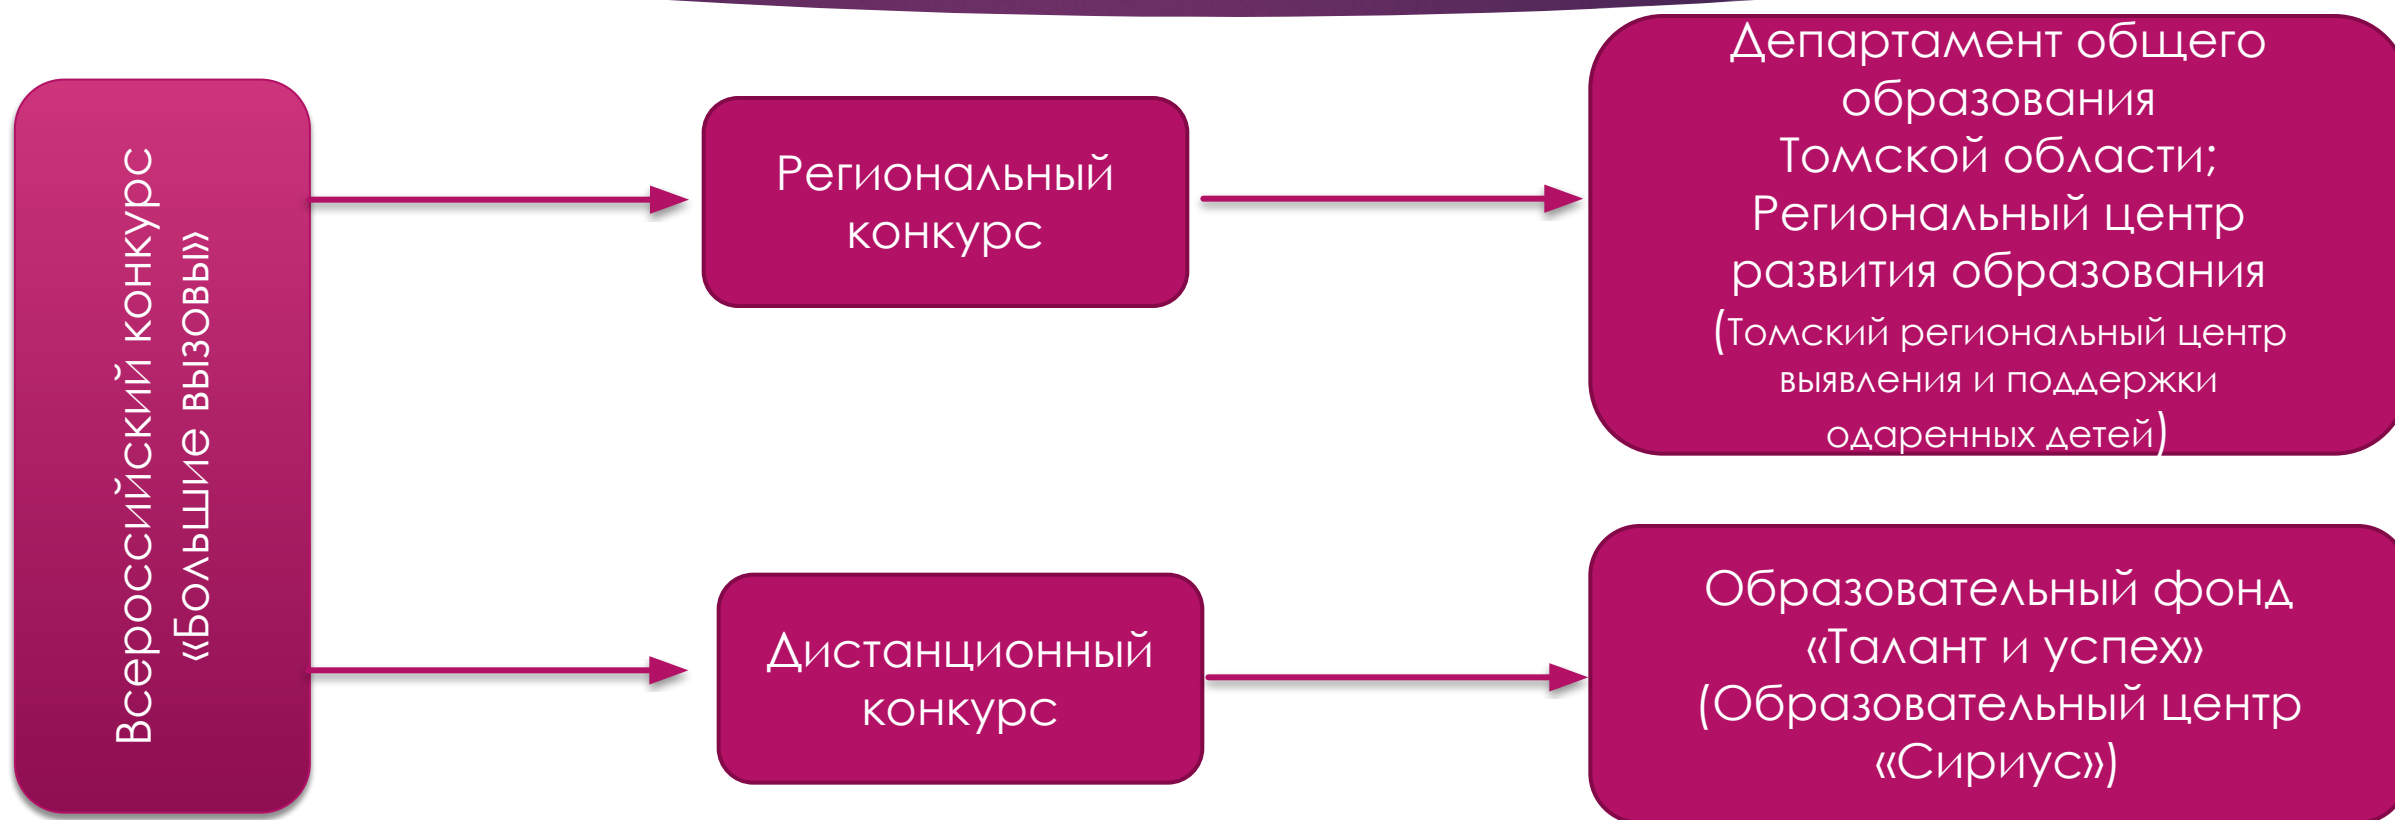 Всероссийский конкурс
«Большие вызовы»
Региональный
конкурс
Департамент общего
образования
Томской области;
Региональный центр
развития образования
(Томский региональный центр
выявления и поддержки
одаренных детей)
Дистанционный
конкурс
Образовательный фонд
«Талант и успех»
(Образовательный центр
«Сириус»)